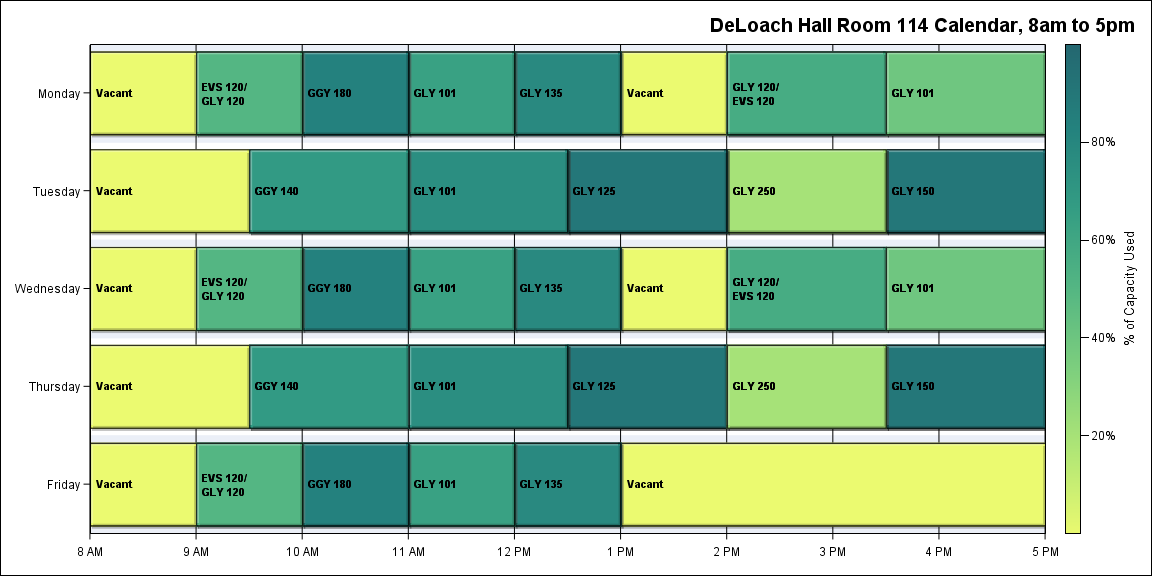 DeLoach Hall Room 114 Calendar, 8am to 5pm
Monday
Vacant
EVS 120/
GLY 120
GGY 180
GLY 101
GLY 135
Vacant
GLY 120/
EVS 120
GLY 101
Tuesday
Vacant
GGY 140
GLY 101
GLY 125
GLY 250
GLY 150
Wednesday
Vacant
EVS 120/
GLY 120
GGY 180
GLY 101
GLY 135
Vacant
GLY 120/
EVS 120
GLY 101
Thursday
Vacant
GGY 140
GLY 101
GLY 125
GLY 250
GLY 150
Friday
Vacant
EVS 120/
GLY 120
GGY 180
GLY 101
GLY 135
Vacant
8 AM
9 AM
10 AM
11 AM
12 PM
1 PM
2 PM
3 PM
4 PM
5 PM
80%
60%
40%
20%
% of Capacity Used